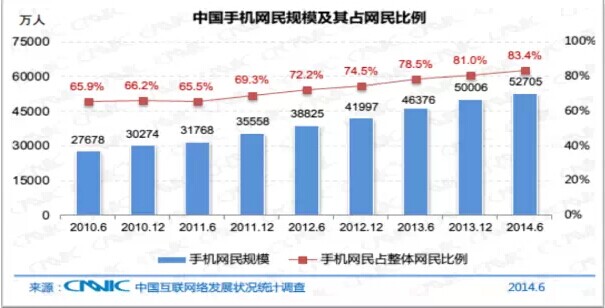 中国手机网民规模及其占网民比例
万人
75000 100%
60000 80%
45000 60%
30000 40%
15000 20%
0 0%
65.9% 66.2% 65.5% 69.3% 72.2% 74.5% 78.5% 81.0% 83.4%
27678 30274 31768 35558 38825 41997 46376 50006 52705
2010.6 2010.12 2011.6 2011.12 2012.6 2012.12 2013.6 2013.12 2014.6
手机网民规模 手机网民占整体网民比例
来源：CNNIC 中国互联网络发展状况统计调查 2014.6